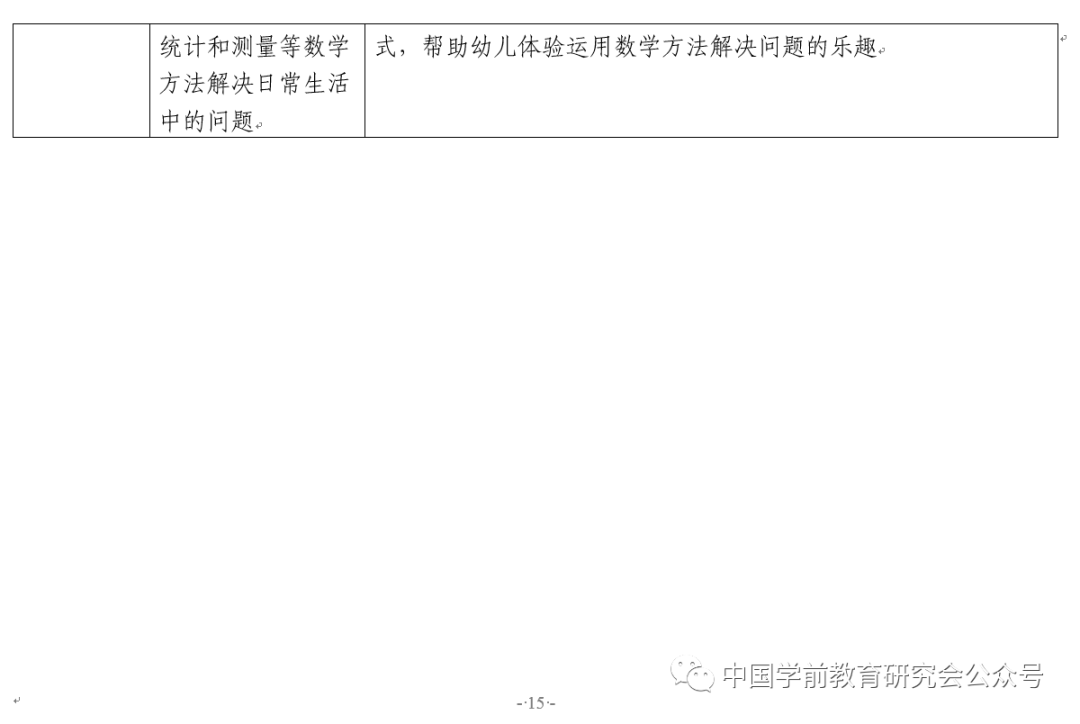 统计和测量等数学
方法解决日常生活
中的问题
式，帮助幼儿体验运用数学方法解决问题的乐趣。
中国学前教育研究会公众号
-·15·-